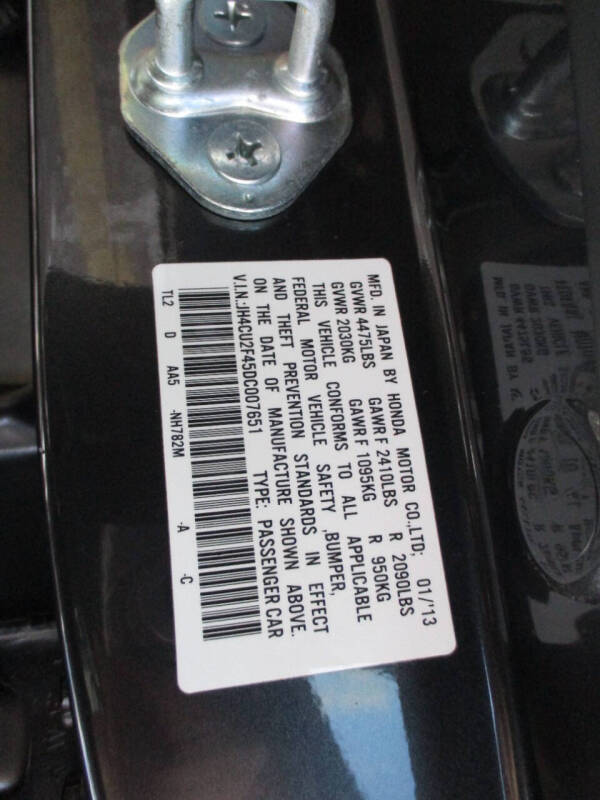 MFD. IN JAPAN BY HONDA MOTOR CO.,LTD; 01/'13
GVWR 4475LBS GAWR F 2410LBS R 2090LBS
GVWR 2030KG GAWR F 1095KG R 950KG
THIS VEHICLE CONFORMS TO ALL APPLICABLE
FEDERAL MOTOR VEHICLE SAFETY ,BUMPER,
AND THEFT PREVENTION STANDARDS IN EFFECT
ON THE DATE OF MANUFACTURE SHOWN ABOVE.
V.I.N.:JH4CU2F45DC007651 TYPE: PASSENGER CAR
TL2 D AA5 -NH782M -A -C